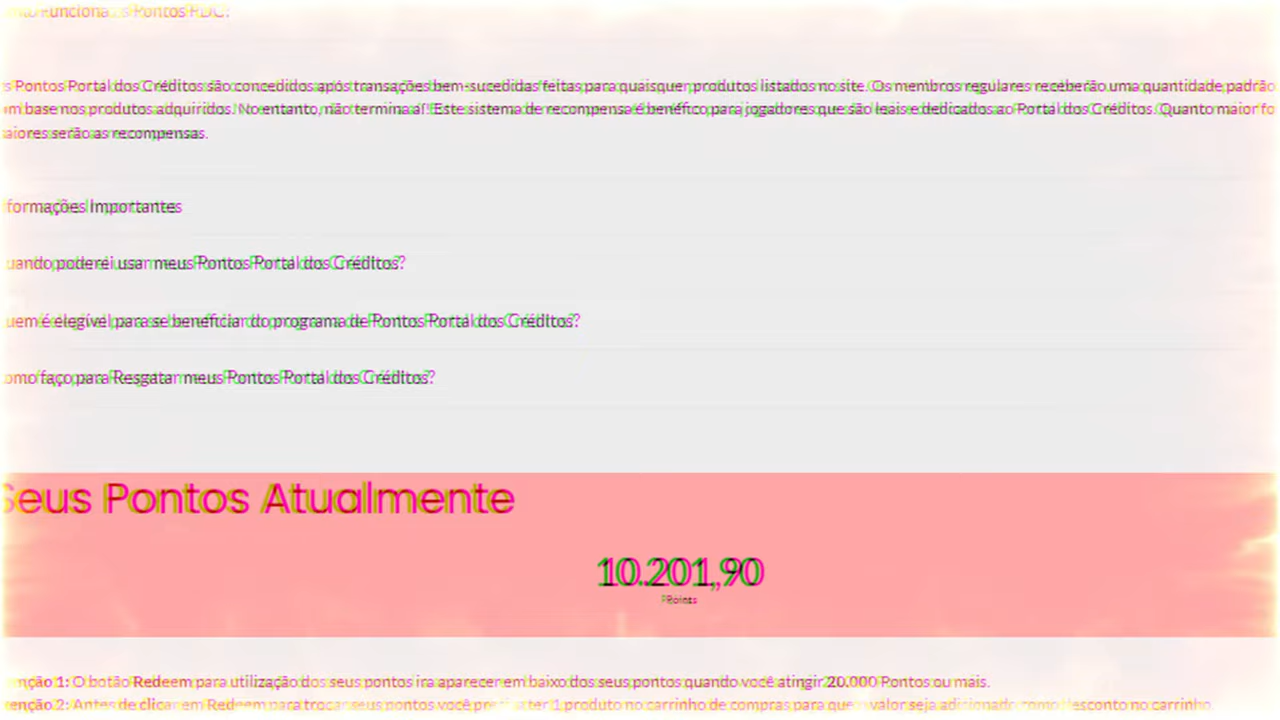 Funciona Pontos PDC?
Pontos Portal dos Créditos são concedidos após transações bem-sucedidas feitas para quaisquer produtos listados no site. Os membros regulares receberão uma quantidade padrão
base nos produtos adquiridos. No entanto, não termina aí! Este sistema de recompensa é benéfico para jogadores que são leais e dedicados ao Portal dos Créditos. Quanto maior fo
aiores serão as recompensas.
formações Importantes
uando poderei usar meus Pontos Portal dos Créditos?
uem é elegível para se beneficiar do programa de Pontos Portal dos Créditos?
omo faço para Resgatar meus Pontos Portal dos Créditos?
Seus Pontos Atualmente
10.201,90
Points
enção 1: O botão Redeem para utilização dos seus pontos ira aparecer em baixo dos seus pontos quando você atingir 20.000 Pontos ou mais.
enção 2: Antes de clicar em Redeem para trocar seus pontos você ter 1 produto no carrinho de compras para que valor seja adicionado como desconto no carrinho.